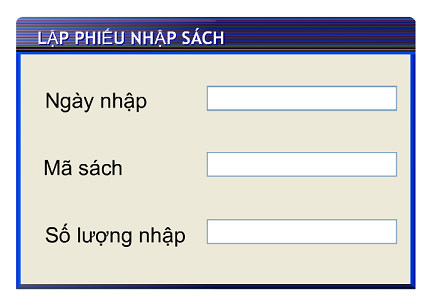 LẬP PHIẾU NHẬP SÁCH
Ngày nhập
Mã sách
Số lượng nhập